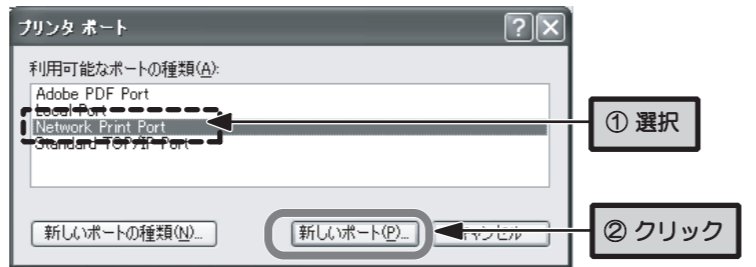 プリンタ ポート
利用可能なポートの種類(A):
Adobe PDF Port
Local Port
Network Print Port
Standard TCP/IP Port
① 選択
新しいポートの種類(N)...
新しいポート(P)...
キャンセル
② クリック